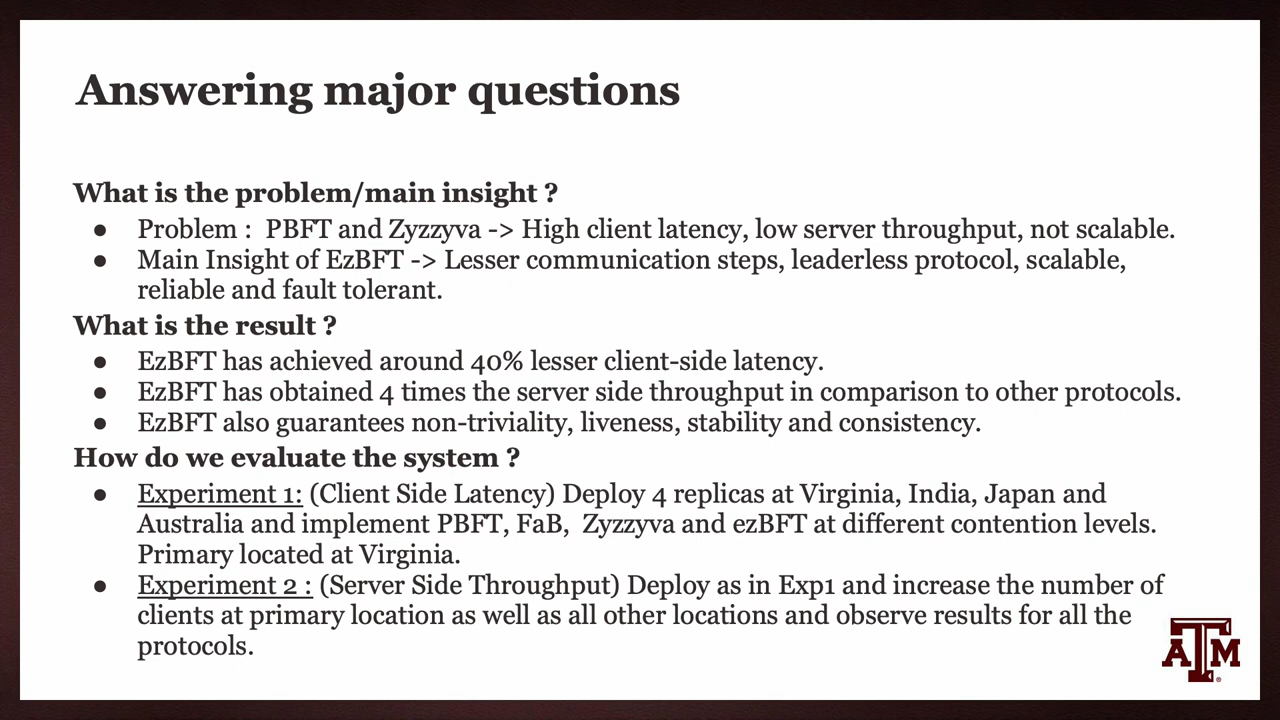 Answering major questions
What is the problem/main insight ?
● Problem :  PBFT and Zyzzyva -> High client latency, low server throughput, not scalable.
● Main Insight of EzBFT -> Lesser communication steps, leaderless protocol, scalable,
reliable and fault tolerant.
What is the result ?
● EzBFT has achieved around 40% lesser client-side latency.
● EzBFT has obtained 4 times the server side throughput in comparison to other protocols.
● EzBFT also guarantees non-triviality, liveness, stability and consistency.
How do we evaluate the system ?
● Experiment 1: (Client Side Latency) Deploy 4 replicas at Virginia, India, Japan and
Australia and implement PBFT, FaB,  Zyzzyva and ezBFT at different contention levels.
Primary located at Virginia.
● Experiment 2 : (Server Side Throughput) Deploy as in Exp1 and increase the number of
clients at primary location as well as all other locations and observe results for all the
protocols.
ATM®